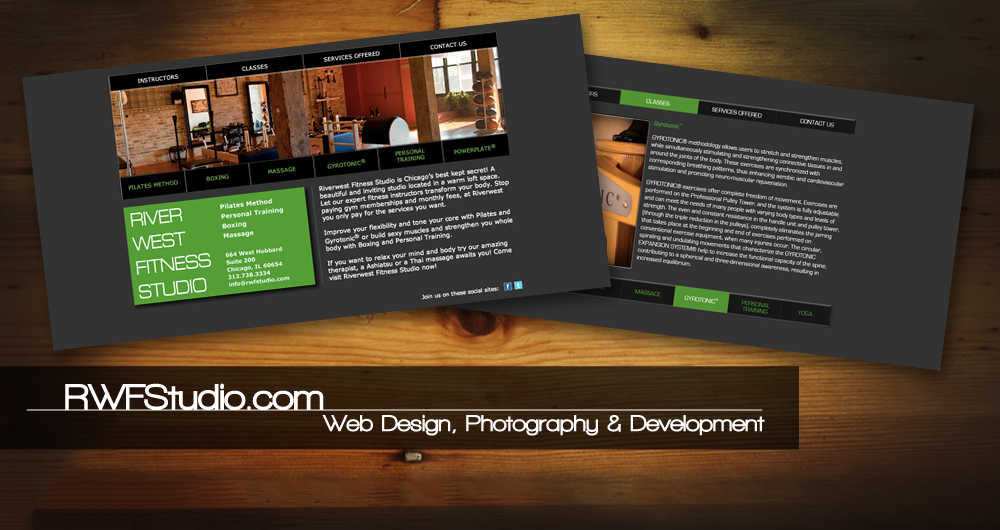 INSTRUCTORS
CLASSES
SERVICES OFFERED
CONTACT US
PILATES METHOD
BOXING
MASSAGE
GYROTONIC®
PERSONAL
TRAINING
POWERPLATE®
RIVER
WEST
FITNESS
STUDIO
Pilates Method
Personal Training
Boxing
Massage
664 West Hubbard
Suite 200
Chicago, IL 60654
312.738.3334
info@rwfstudio.com
Riverwest Fitness Studio is Chicago's best kept secret! A
beautiful and inviting studio located in a warm loft space.
Let our expert fitness instructors transform your body. Stop
paying gym memberships and monthly fees, at Riverwest
you only pay for the services you want.
Improve your flexibility and tone your core with Pilates and
Gyrotonic® or build sexy muscles and strengthen you whole
body with Boxing and Personal Training.
If you want to relax your mind and body try our amazing
therapist, a Ashiatsu or a Thai massage awaits you! Come
visit Riverwest Fitness Studio now!
Join us on these social sites:
CLASSES
SERVICES OFFERED
CONTACT US
Gyrotonic™
GYROTONIC® methodology allows users to stretch and strengthen muscles,
while simultaneously stimulating and strengthening connective tissues in and
around the joints of the body. These exercises are synchronized with
corresponding breathing patterns, thus enhancing aerobic and cardiovascular
stimulation and promoting neuro-muscular rejuvenation.
GYROTONIC® exercises offer complete freedom of movement. Exercises are
performed on the Professional Pulley Tower, and the system is fully adjustable
and can meet the needs of many people with varying body types and levels of
strength. The even and constant resistance in the handle unit and pulley tower,
(through the triple reduction in the pulleys), completely eliminates the jarring
that takes place at the beginning and end of exercises performed on
conventional exercise equipment, when many injuries occur. The circular,
spiraling and undulating movements that characterize the GYROTONIC
EXPANSION SYSTEM® help to increase the functional capacity of the spine,
contributing to a spherical and three-dimensional awareness, resulting in
increased equilibrium.
MASSAGE
GYROTONIC™
PERSONAL
TRAINING
YOGA
RWFStudio.com
Web Design, Photography & Development